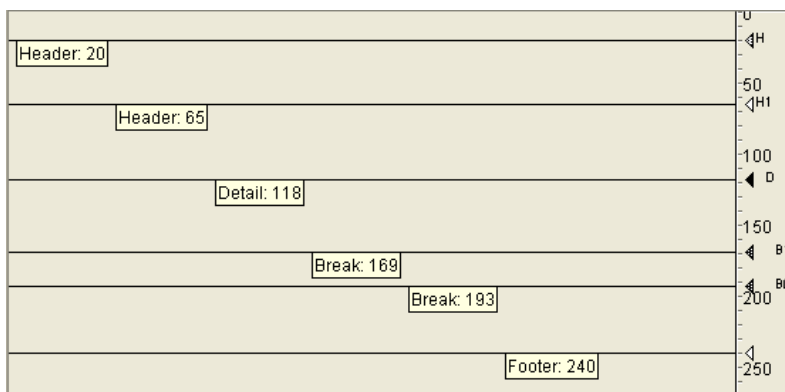 0
H
Header: 20
50
H1
Header: 65
100
D
Detail: 118
150
B
Break: 169
B
200
Break: 193
250
Footer: 240